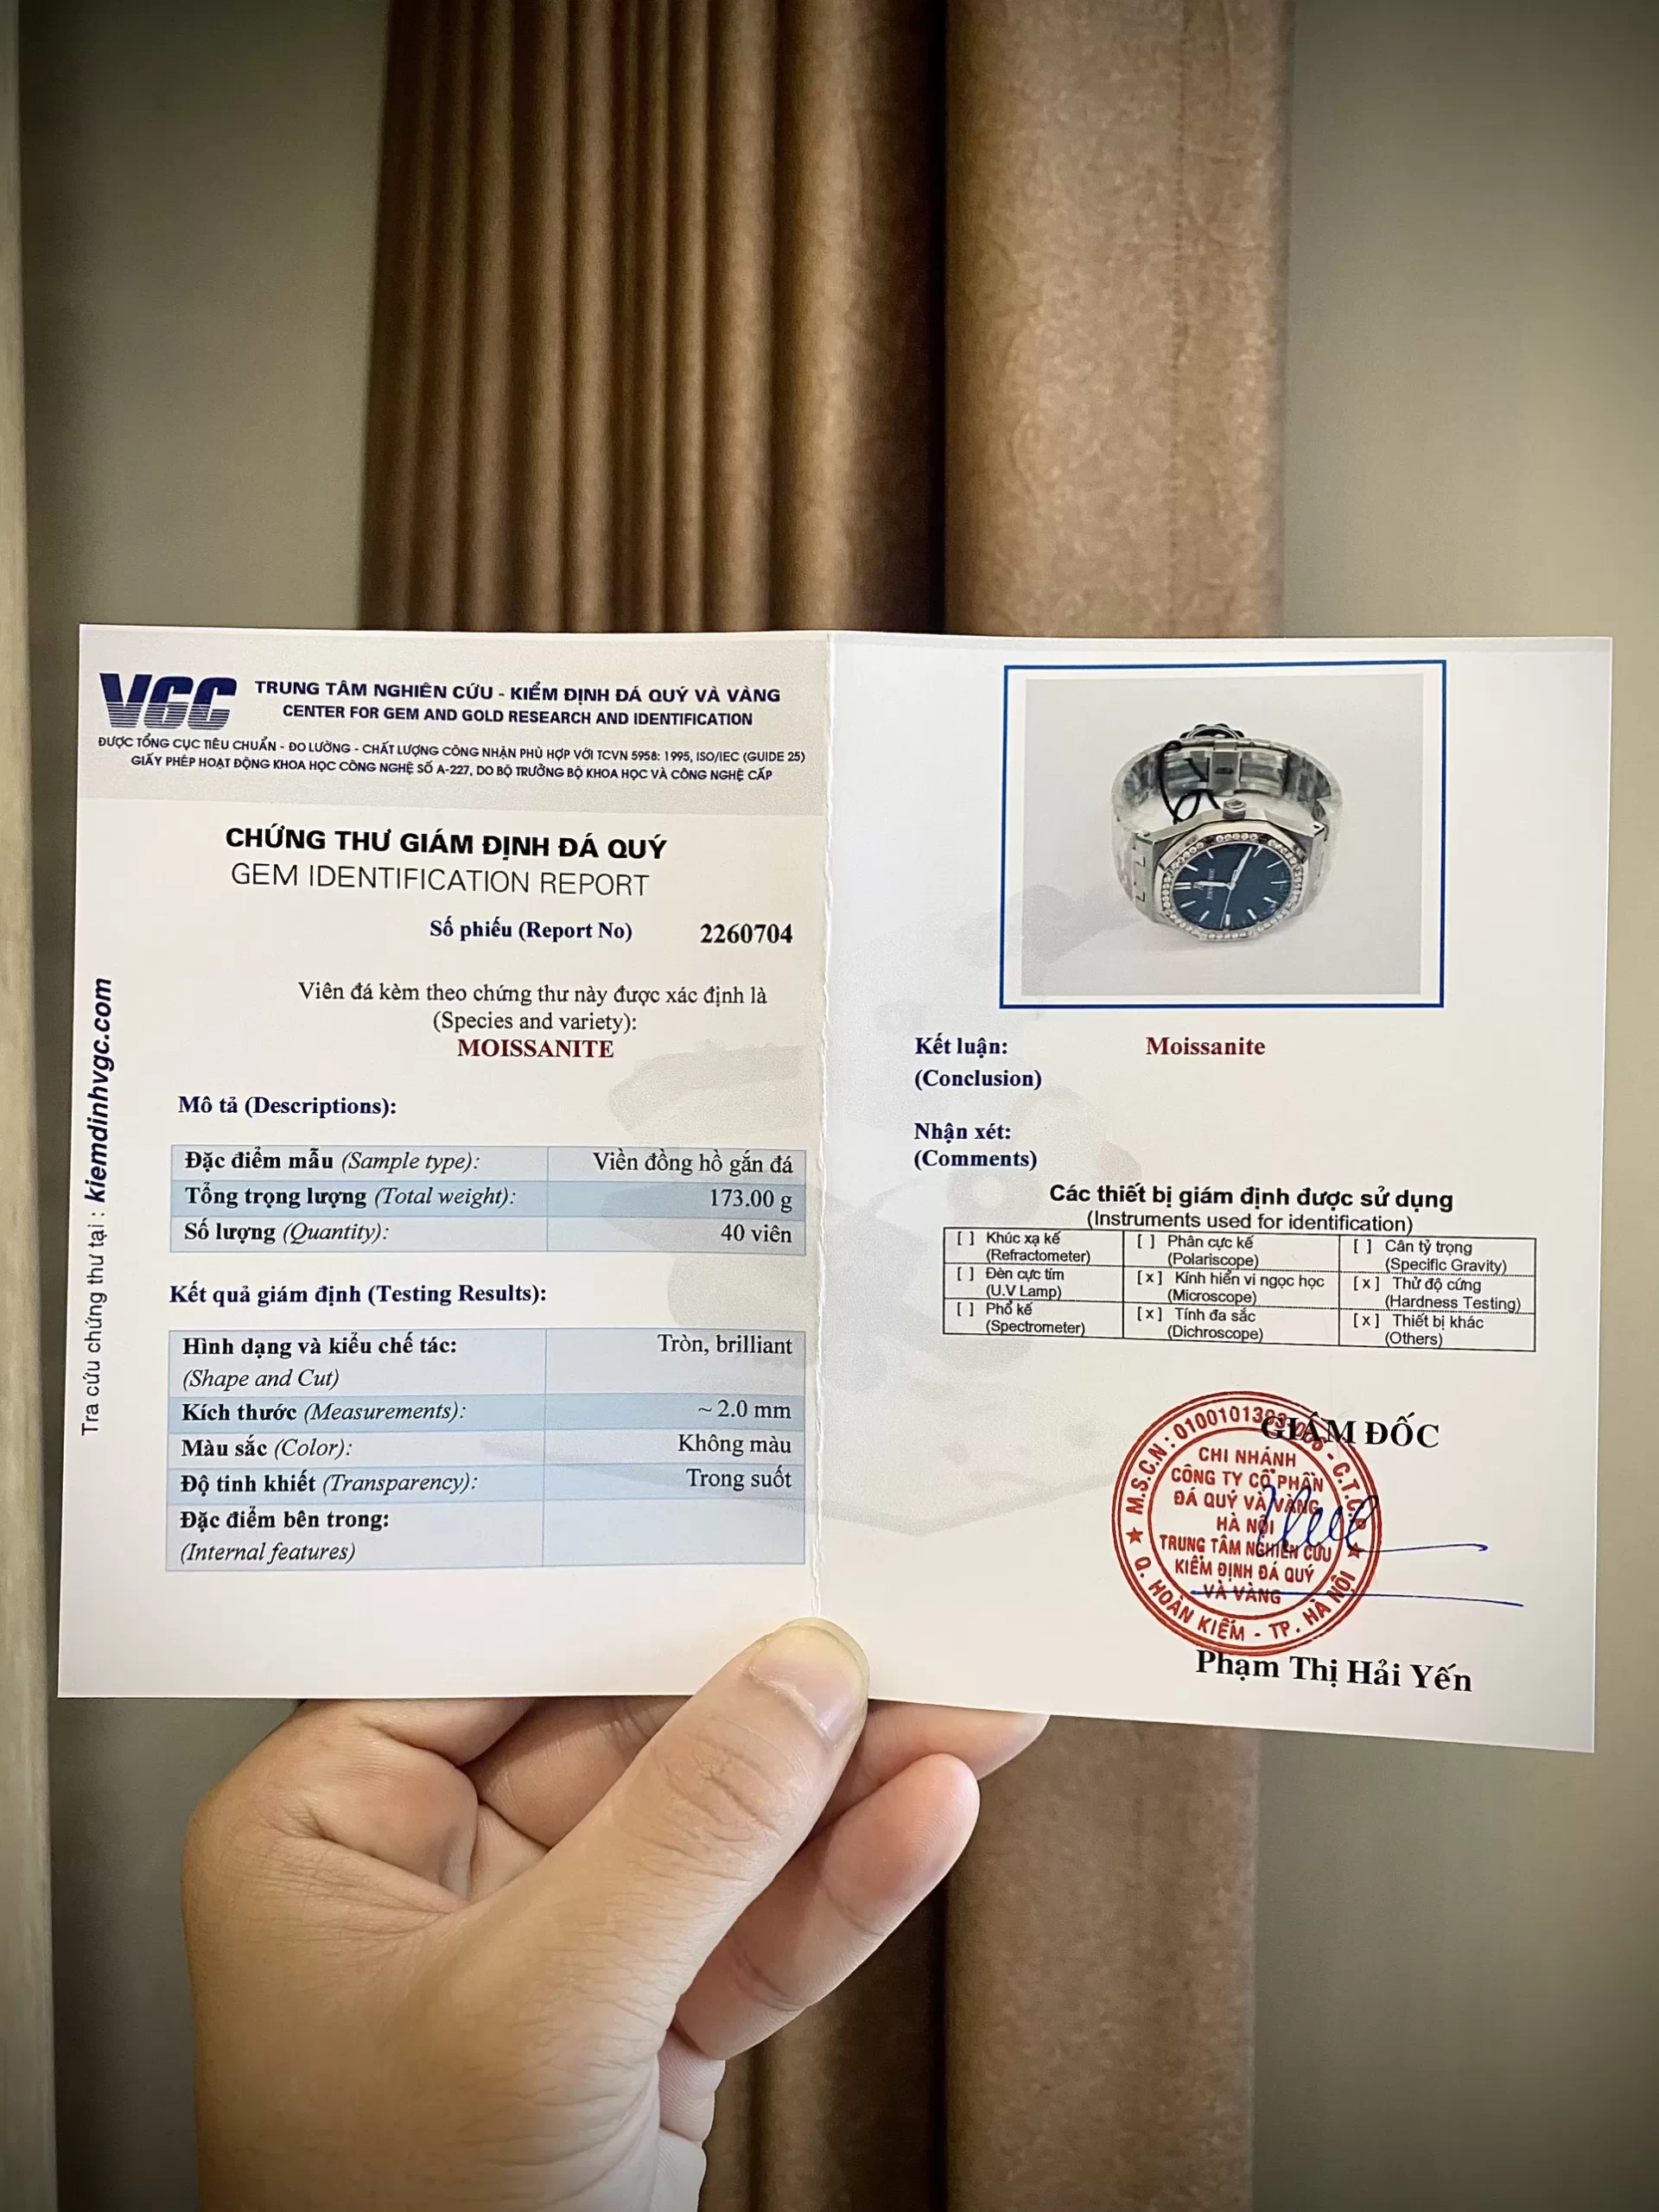 VGC
TRUNG TÂM NGHIÊN CỨU - KIỂM ĐỊNH ĐÁ QUÝ VÀ VÀNG
CENTER FOR GEM AND GOLD RESEARCH AND IDENTIFICATION
ĐƯỢC TỔNG CỤC TIÊU CHUẨN - ĐO LƯỜNG - CHẤT LƯỢNG CÔNG NHẬN PHÙ HỢP VỚI TCVN 5958: 1995, ISO/IEC (GUIDE 25)
GIẤY PHÉP HOẠT ĐỘNG KHOA HỌC CÔNG NGHỆ SỐ A-227, DO BỘ TRƯỞNG BỘ KHOA HỌC VÀ CÔNG NGHỆ CẤP
CHỨNG THƯ GIÁM ĐỊNH ĐÁ QUÝ
GEM IDENTIFICATION REPORT
Số phiếu (Report No) 2260704
Viên đá kèm theo chứng thư này được xác định là
(Species and variety):
MOISSANITE
Mô tả (Descriptions):
Đặc điểm mẫu (Sample type): Viền đồng hồ gắn đá
Tổng trọng lượng (Total weight): 173.00 g
Số lượng (Quantity): 40 viên
Kết quả giám định (Testing Results):
Hình dạng và kiểu chế tác: Tròn, brilliant
(Shape and Cut)
Kích thước (Measurements): ~ 2.0 mm
Màu sắc (Color): Không màu
Độ tinh khiết (Transparency): Trong suốt
Đặc điểm bên trong:
(Internal features)
Tra cứu chứng thư tại : kiemdinhvgc.com
Kết luận: Moissanite
(Conclusion)
Nhận xét:
(Comments)
Các thiết bị giám định được sử dụng
(Instruments used for identification)
[ ] Khúc xạ kế [ ] Phân cực kế [ ] Cân tỷ trọng
(Refractometer) (Polariscope) (Specific Gravity)
[ ] Đèn cực tím [x] Kính hiển vi ngọc học [x] Thử độ cứng
(U.V Lamp) (Microscope) (Hardness Testing)
[ ] Phổ kế [x] Tính đa sắc [x] Thiết bị khác
(Spectrometer) (Dichroscope) (Others)
GIÁM ĐỐC
CHI NHÁNH
CÔNG TY CỔ PHẦN
ĐÁ QUÝ VÀ VÀNG
HÀ NỘI
TRUNG TÂM NGHIÊN CỨU
KIỂM ĐỊNH ĐÁ QUÝ
VÀ VÀNG
Q. HOÀN KIẾM - TP. HÀ NỘI
Phạm Thị Hải Yến